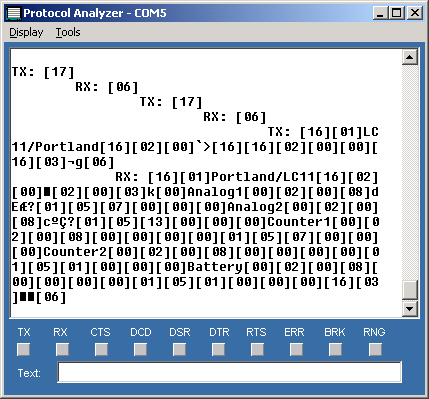 Protocol Analyzer - COM5
Display Tools
TX: [17]
RX: [06]
TX: [17]
RX: [06]
TX: [16][01]LC
11/Portland[16][02][00]`>[16][16][02][00][00][
16][03]¬g[06]
RX: [16][01]Portland/LC11[16][02]
[00]■[02][00][03]k[00]Analog1[00][02][00][08]d
EÆ?[01][05][07][00][00][00]Analog2[00][02][00]
[08]cºÇ?[01][05][13][00][00][00]Counter1[00][0
2][00][08][00][00][00][00][01][05][07][00][00]
[00]Counter2[00][02][00][08][00][00][00][00][0
1][05][01][00][00][00]Battery[00][02][00][08][
00][00][00][00][01][05][01][00][00][00][16][03
]■■[06]
TX RX CTS DCD DSR DTR RTS ERR BRK RNG
Text: